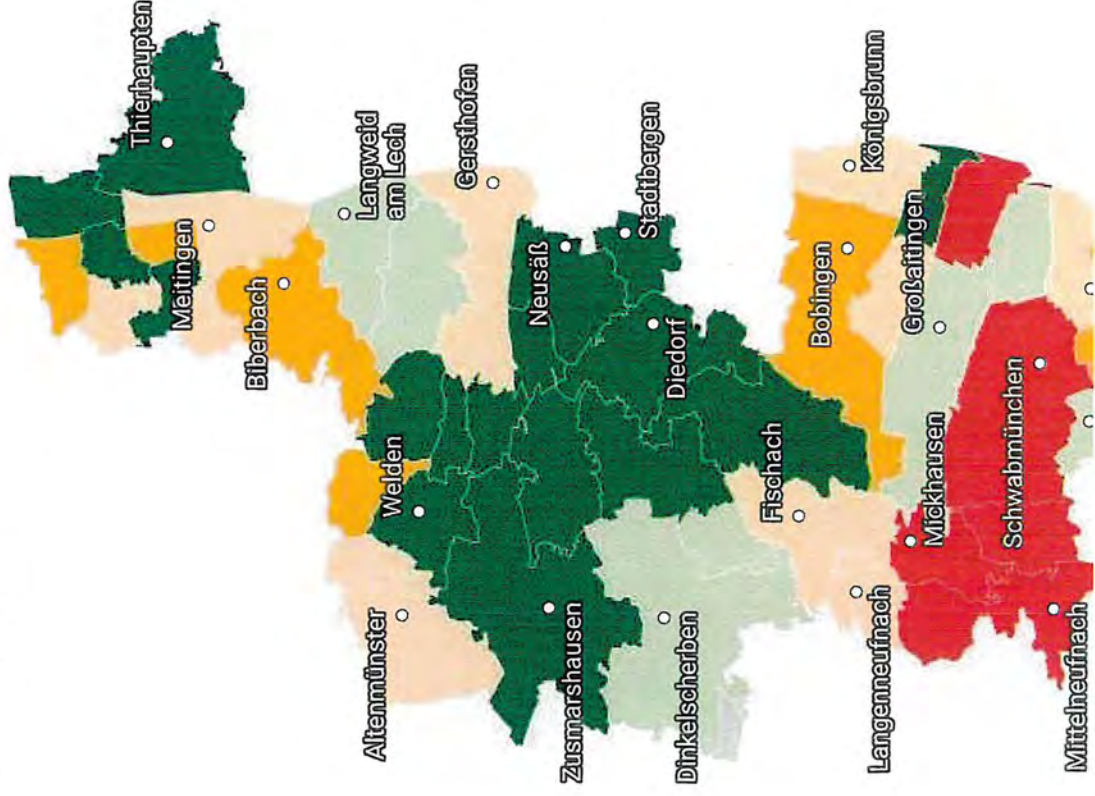 Thierhaupten
Meitingen
Biberbach
Langweid
am Lech
Gersthofen
Welden
Altenmünster
Neusäß
Stadtbergen
Zusmarshausen
Diedorf
Dinkelscherben
Fischach
Bobingen
Königsbrunn
Langenneufnach
Mickhausen
Großaitingen
Schwabmünchen
Mittelneufnach